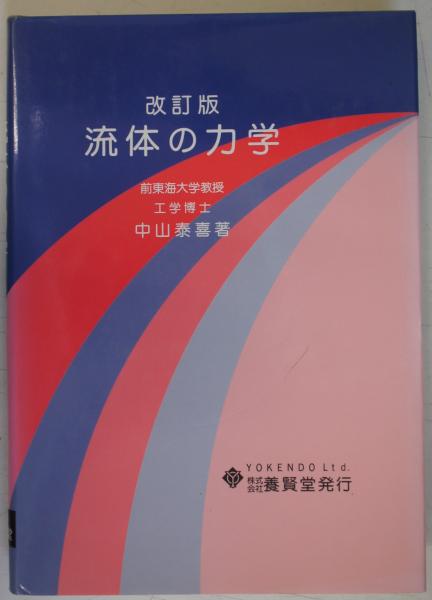 改訂版
流体の力学
前東海大学教授
工学博士
中山泰喜著
YOKENDO Ltd.
株式会社養賢堂発行